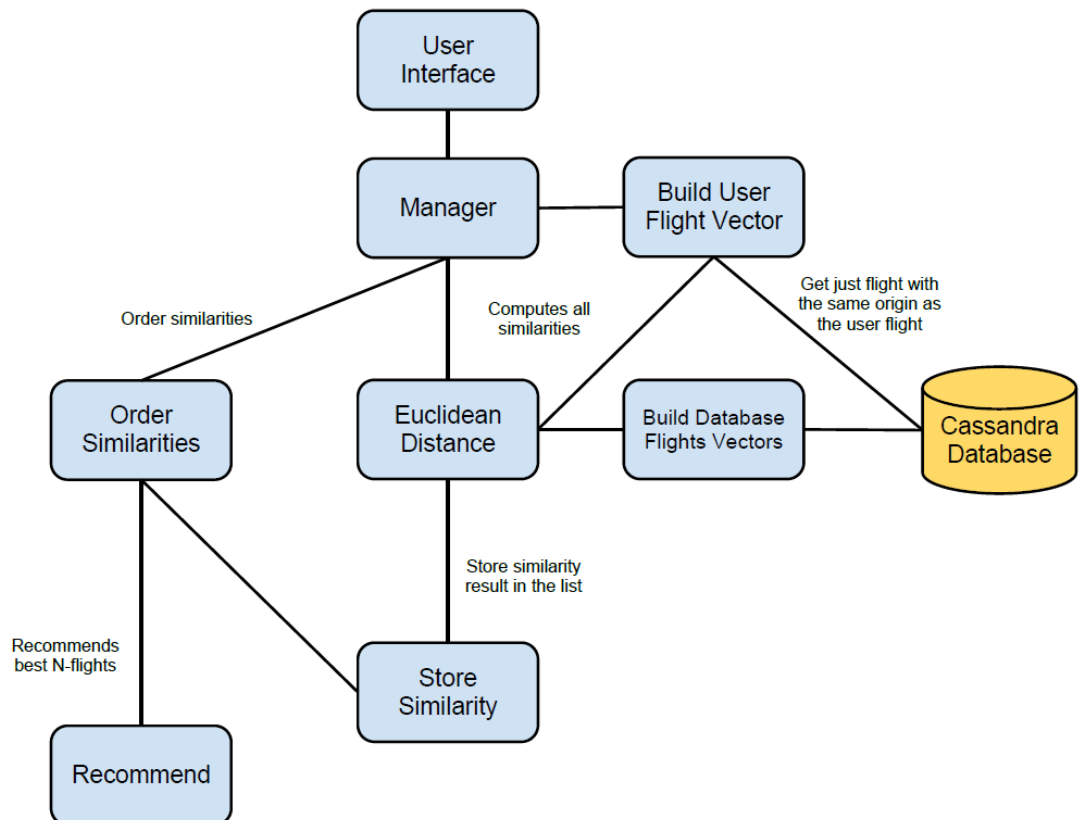 User
Interface
Manager
Build User
Flight Vector
Order similarities
Computes all
similarities
Get just flight with
the same origin as
the user flight
Order
Similarities
Euclidean
Distance
Build Database
Flights Vectors
Cassandra
Database
Store similarity
result in the list
Recommends
best N-flights
Store
Similarity
Recommend